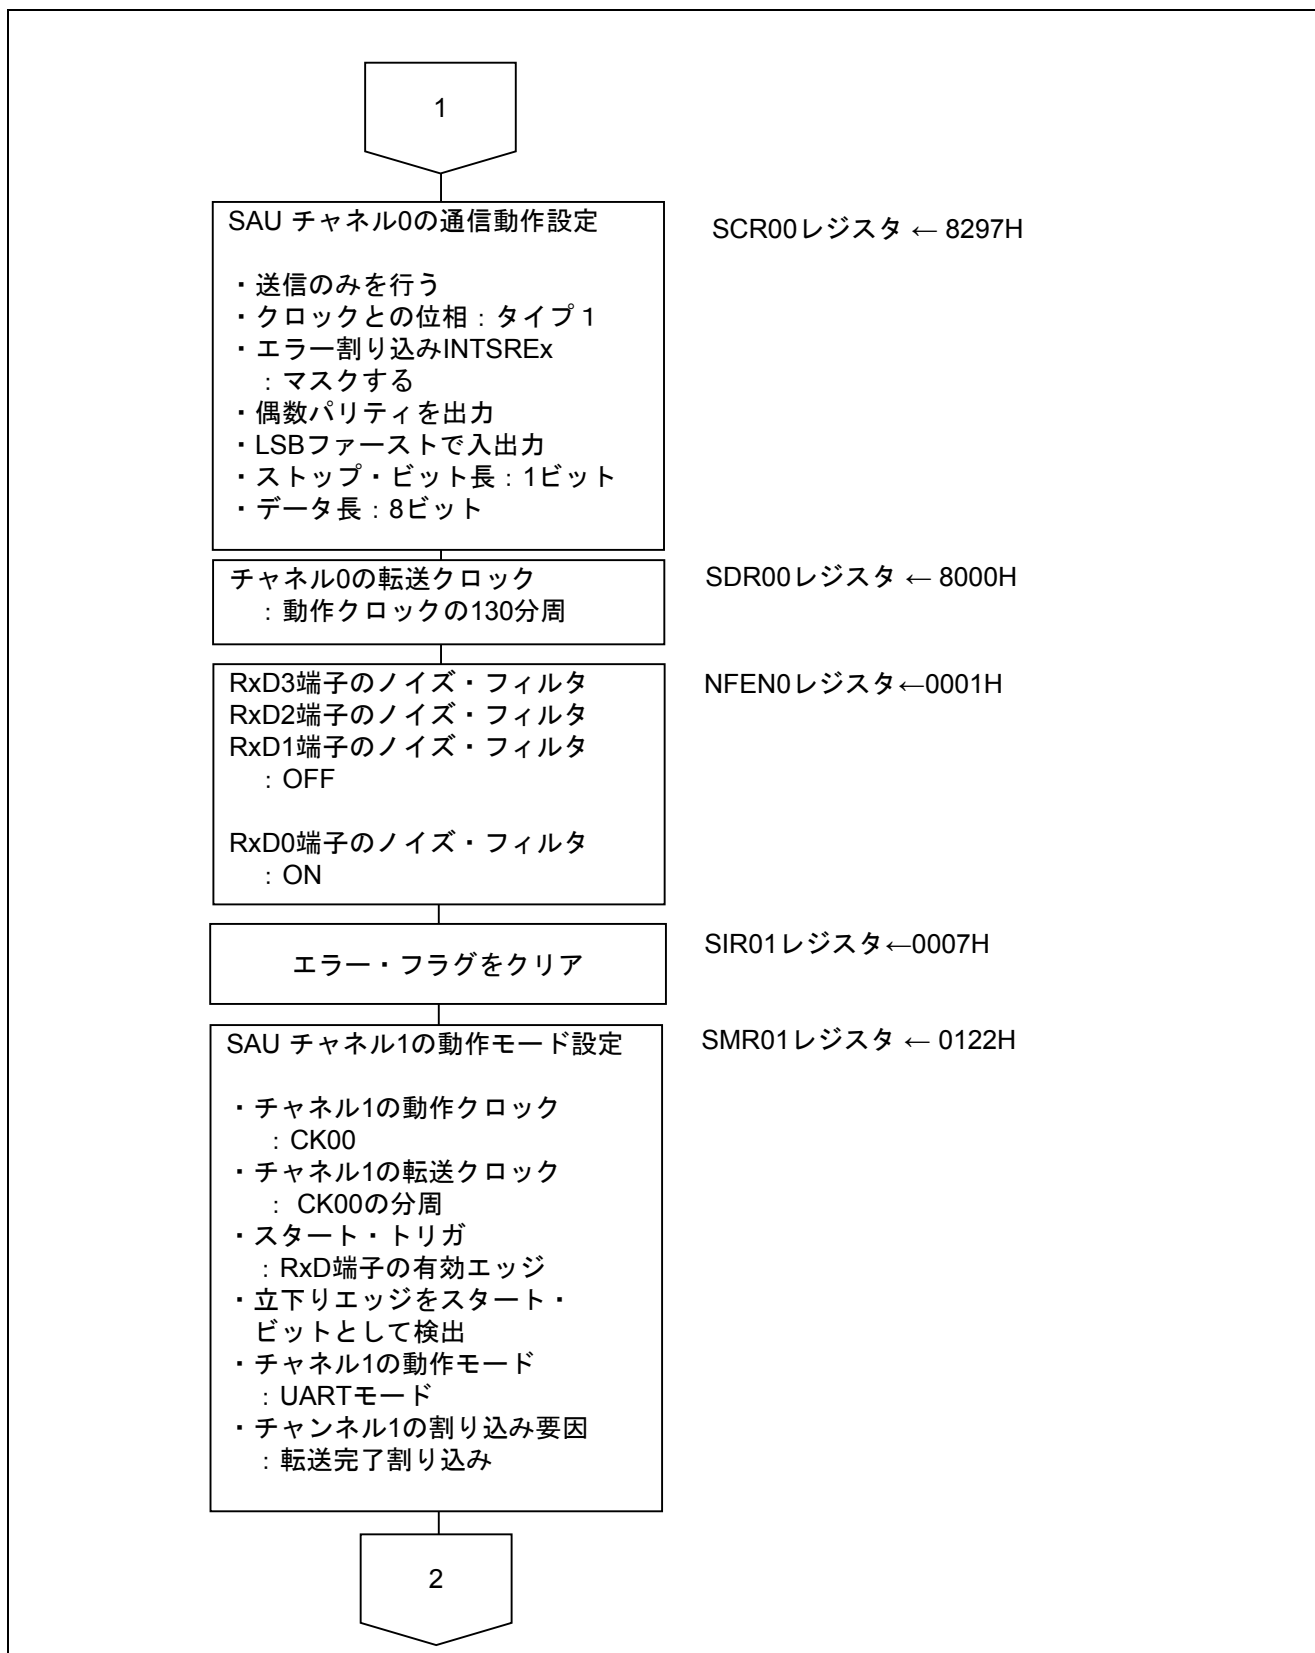 1
SAU チャネル0の通信動作設定
SCR00レジスタ ← 8297H
・送信のみを行う
・クロックとの位相：タイプ１
・エラー割り込みINTSREx
：マスクする
・偶数パリティを出力
・LSBファーストで入出力
・ストップ・ビット長：1ビット
・データ長：8ビット
チャネル0の転送クロック
：動作クロックの130分周
SDR00レジスタ ← 8000H
RxD3端子のノイズ・フィルタ
RxD2端子のノイズ・フィルタ
RxD1端子のノイズ・フィルタ
：OFF
RxD0端子のノイズ・フィルタ
：ON
NFEN0レジスタ←0001H
エラー・フラグをクリア
SIR01レジスタ←0007H
SAU チャネル1の動作モード設定
SMR01レジスタ ← 0122H
・チャネル1の動作クロック
：CK00
・チャネル1の転送クロック
： CK00の分周
・スタート・トリガ
：RxD端子の有効エッジ
・立下りエッジをスタート・
ビットとして検出
・チャネル1の動作モード
：UARTモード
・チャンネル1の割り込み要因
：転送完了割り込み
2